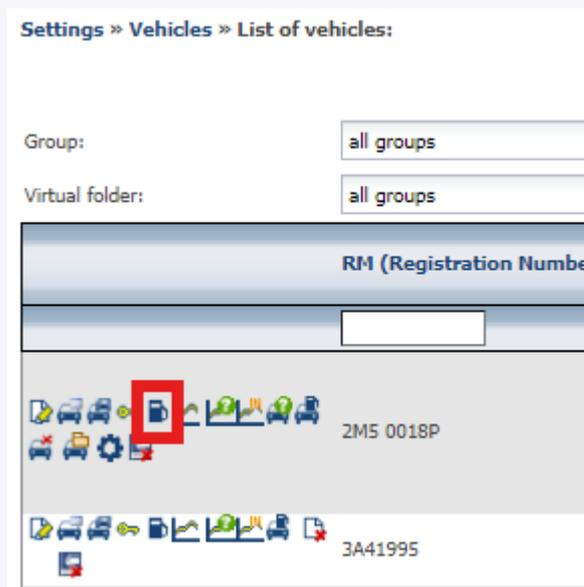 Settings » Vehicles » List of vehicles:
Group: all groups
Virtual folder: all groups
RM (Registration Numbe
2M5 0018P
3A41995